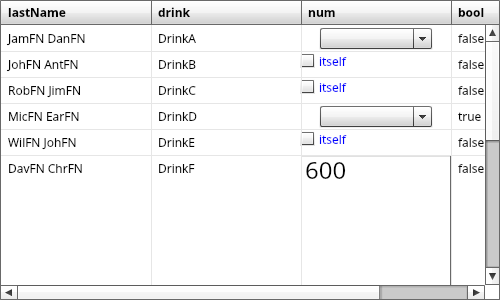 lastName drink num bool
JamFN DanFN DrinkA false
JohFN AntFN DrinkB itself false
RobFN JimFN DrinkC itself false
MicFN EarFN DrinkD true
WilFN JohFN DrinkE itself false
DavFN ChrFN DrinkF 600 false